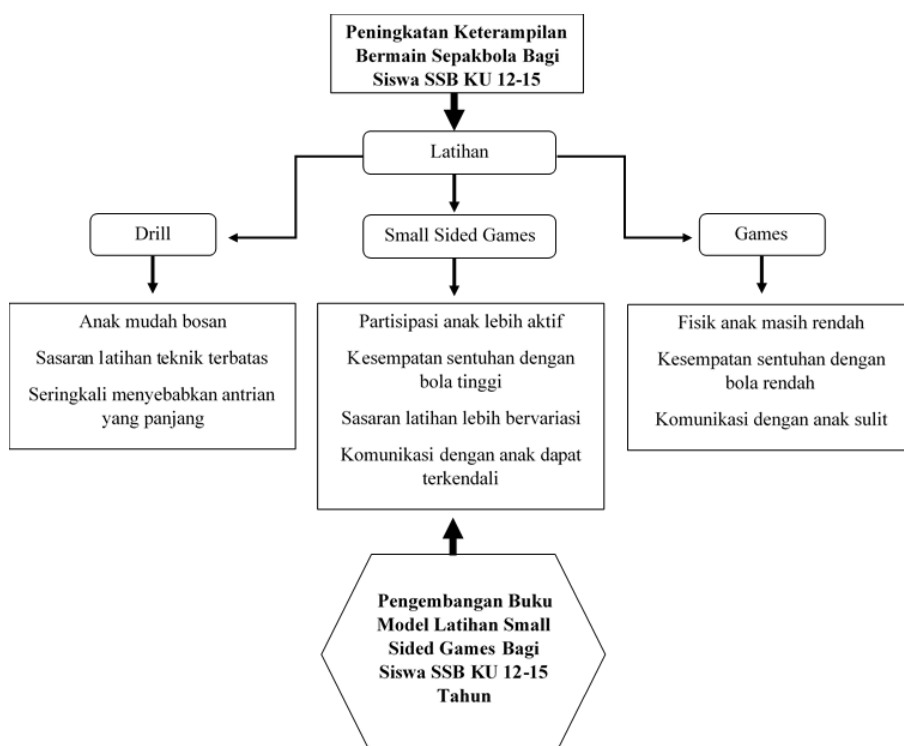 Peningkatan Keterampilan
Bermain Sepakbola Bagi
Siswa SSB KU 12-15
Latihan
Drill
Small Sided Games
Games
Anak mudah bosan
Sasaran latihan teknik terbatas
Seringkali menyebabkan antrian
yang panjang
Partisipasi anak lebih aktif
Kesempatan sentuhan dengan
bola tinggi
Sasaran latihan lebih bervariasi
Komunikasi dengan anak dapat
terkendali
Fisik anak masih rendah
Kesempatan sentuhan dengan
bola rendah
Komunikasi dengan anak sulit
Pengembangan Buku
Model Latihan Small
Sided Games Bagi
Siswa SSB KU 12-15
Tahun